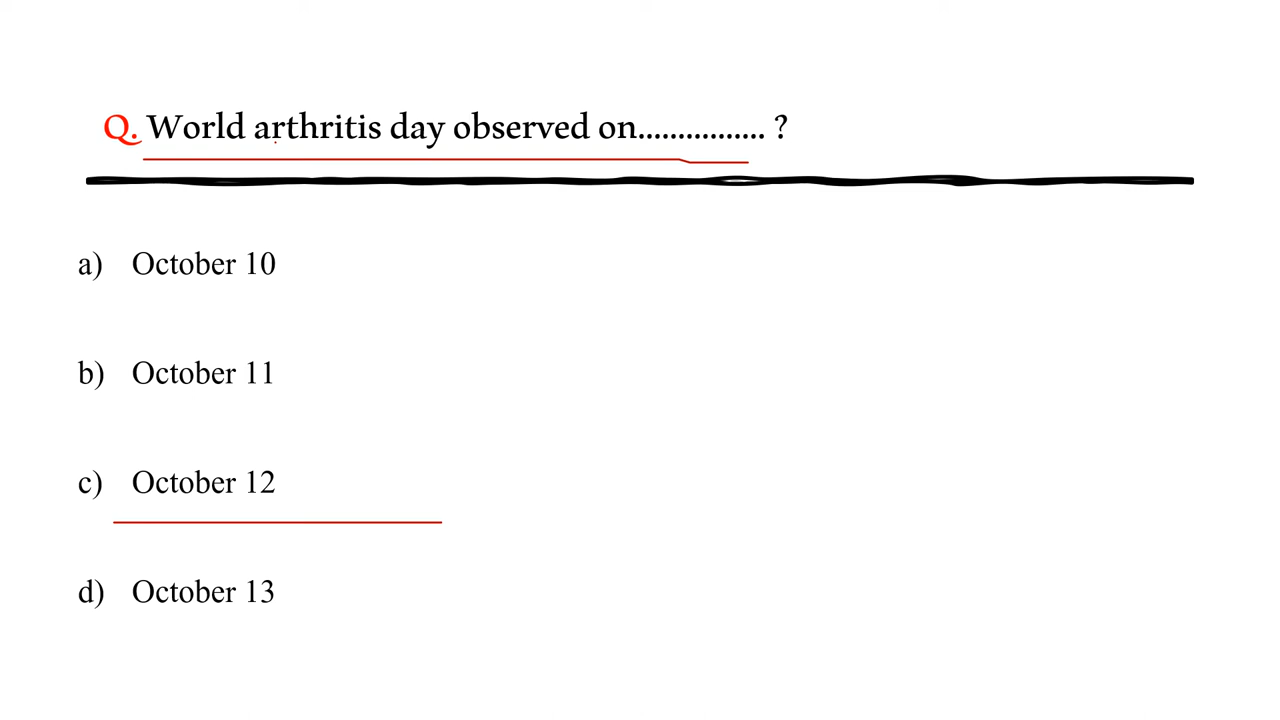 Q. World arthritis day observed on................ ?
a) October 10
b) October 11
c) October 12
d) October 13